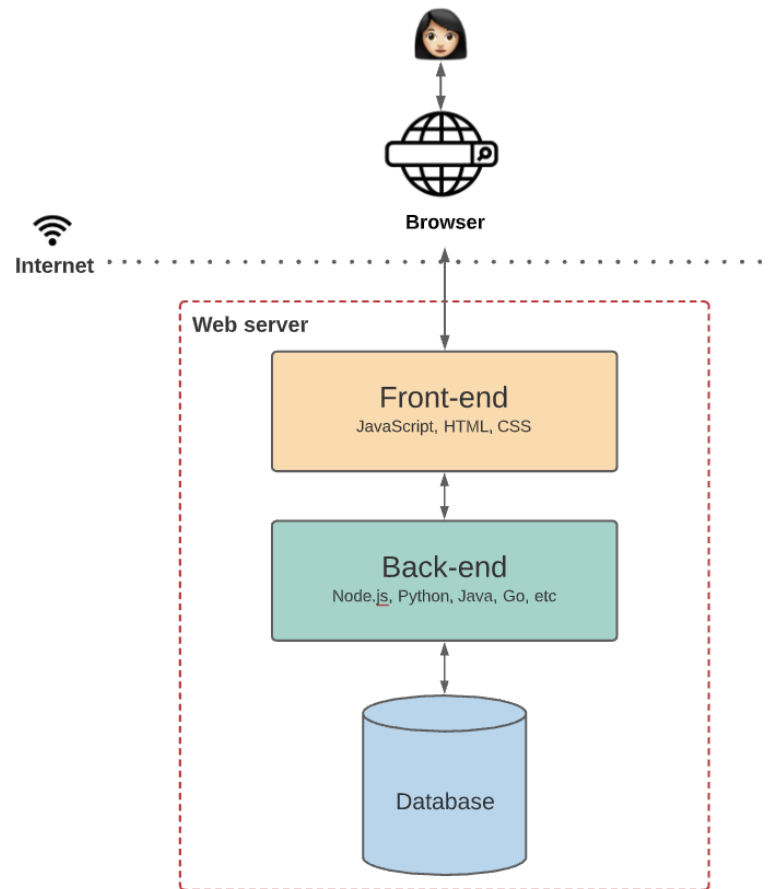 Browser
Internet
Web server
Front-end
JavaScript, HTML, CSS
Back-end
Node.js, Python, Java, Go, etc
Database